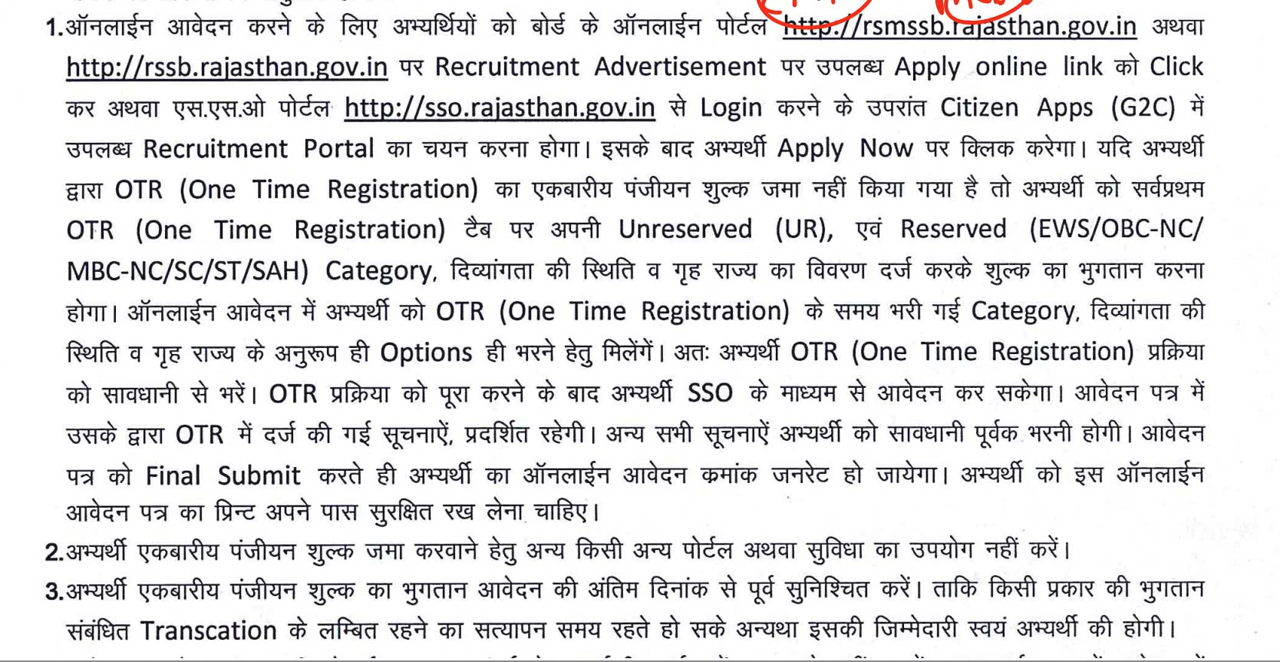 1.ऑनलाईन आवेदन करने के लिए अभ्यर्थियों को बोर्ड के ऑनलाईन पोर्टल http://rsmssb.rajasthan.gov.in अथवा
http://rssb.rajasthan.gov.in पर Recruitment Advertisement पर उपलब्ध Apply online link को Click
कर अथवा एस.एस.ओ पोर्टल http://sso.rajasthan.gov.in से Login करने के उपरांत Citizen Apps (G2C) में
उपलब्ध Recruitment Portal का चयन करना होगा। इसके बाद अभ्यर्थी Apply Now पर क्लिक करेगा। यदि अभ्यर्थी
द्वारा OTR (One Time Registration) का एकबारीय पंजीयन शुल्क जमा नहीं किया गया है तो अभ्यर्थी को सर्वप्रथम
OTR (One Time Registration) टैब पर अपनी Unreserved (UR), एवं Reserved (EWS/OBC-NC/
MBC-NC/SC/ST/SAH) Category, दिव्यांगता की स्थिति व गृह राज्य का विवरण दर्ज करके शुल्क का भुगतान करना
होगा। ऑनलाईन आवेदन में अभ्यर्थी को OTR (One Time Registration) के समय भरी गई Category, दिव्यांगता की
स्थिति व गृह राज्य के अनुरूप ही Options ही भरने हेतु मिलेंगें। अतः अभ्यर्थी OTR (One Time Registration) प्रक्रिया
को सावधानी से भरें। OTR प्रक्रिया को पूरा करने के बाद अभ्यर्थी SSO के माध्यम से आवेदन कर सकेगा। आवेदन पत्र में
उसके द्वारा OTR में दर्ज की गई सूचनाऐं, प्रदर्शित रहेगी। अन्य सभी सूचनाऐं अभ्यर्थी को सावधानी पूर्वक भरनी होगी। आवेदन
पत्र को Final Submit करते ही अभ्यर्थी का ऑनलाईन आवेदन क्रमांक जनरेट हो जायेगा। अभ्यर्थी को इस ऑनलाईन
आवेदन पत्र का प्रिन्ट अपने पास सुरक्षित रख लेना चाहिए।
2.अभ्यर्थी एकबारीय पंजीयन शुल्क जमा करवाने हेतु अन्य किसी अन्य पोर्टल अथवा सुविधा का उपयोग नहीं करें।
3.अभ्यर्थी एकबारीय पंजीयन शुल्क का भुगतान आवेदन की अंतिम दिनांक से पूर्व सुनिश्चित करें। ताकि किसी प्रकार की भुगतान
संबंधित Transcation के लम्बित रहने का सत्यापन समय रहते हो सके अन्यथा इसकी जिम्मेदारी स्वयं अभ्यर्थी की होगी।